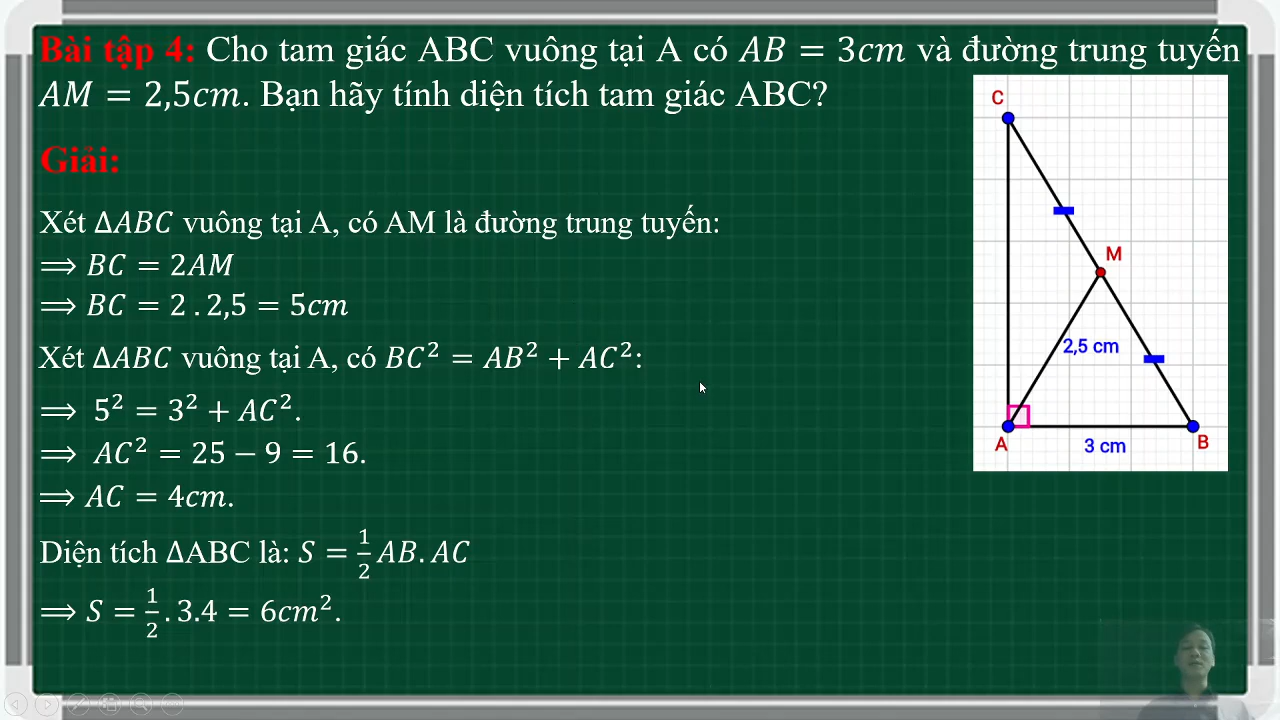 Bài tập 4: Cho tam giác ABC vuông tại A có AB = 3cm và đường trung tuyến
AM = 2,5cm. Bạn hãy tính diện tích tam giác ABC?
Giải:
Xét ΔABC vuông tại A, có AM là đường trung tuyến:
⟹ BC = 2AM
⟹ BC = 2 . 2,5 = 5cm
Xét ΔABC vuông tại A, có BC² = AB² + AC²:
⟹ 5² = 3² + AC².
⟹ AC² = 25 − 9 = 16.
⟹ AC = 4cm.
Diện tích ΔABC là: S = 1/2 AB. AC
⟹ S = 1/2 . 3.4 = 6cm².
C
M
2,5 cm
A
3 cm
B